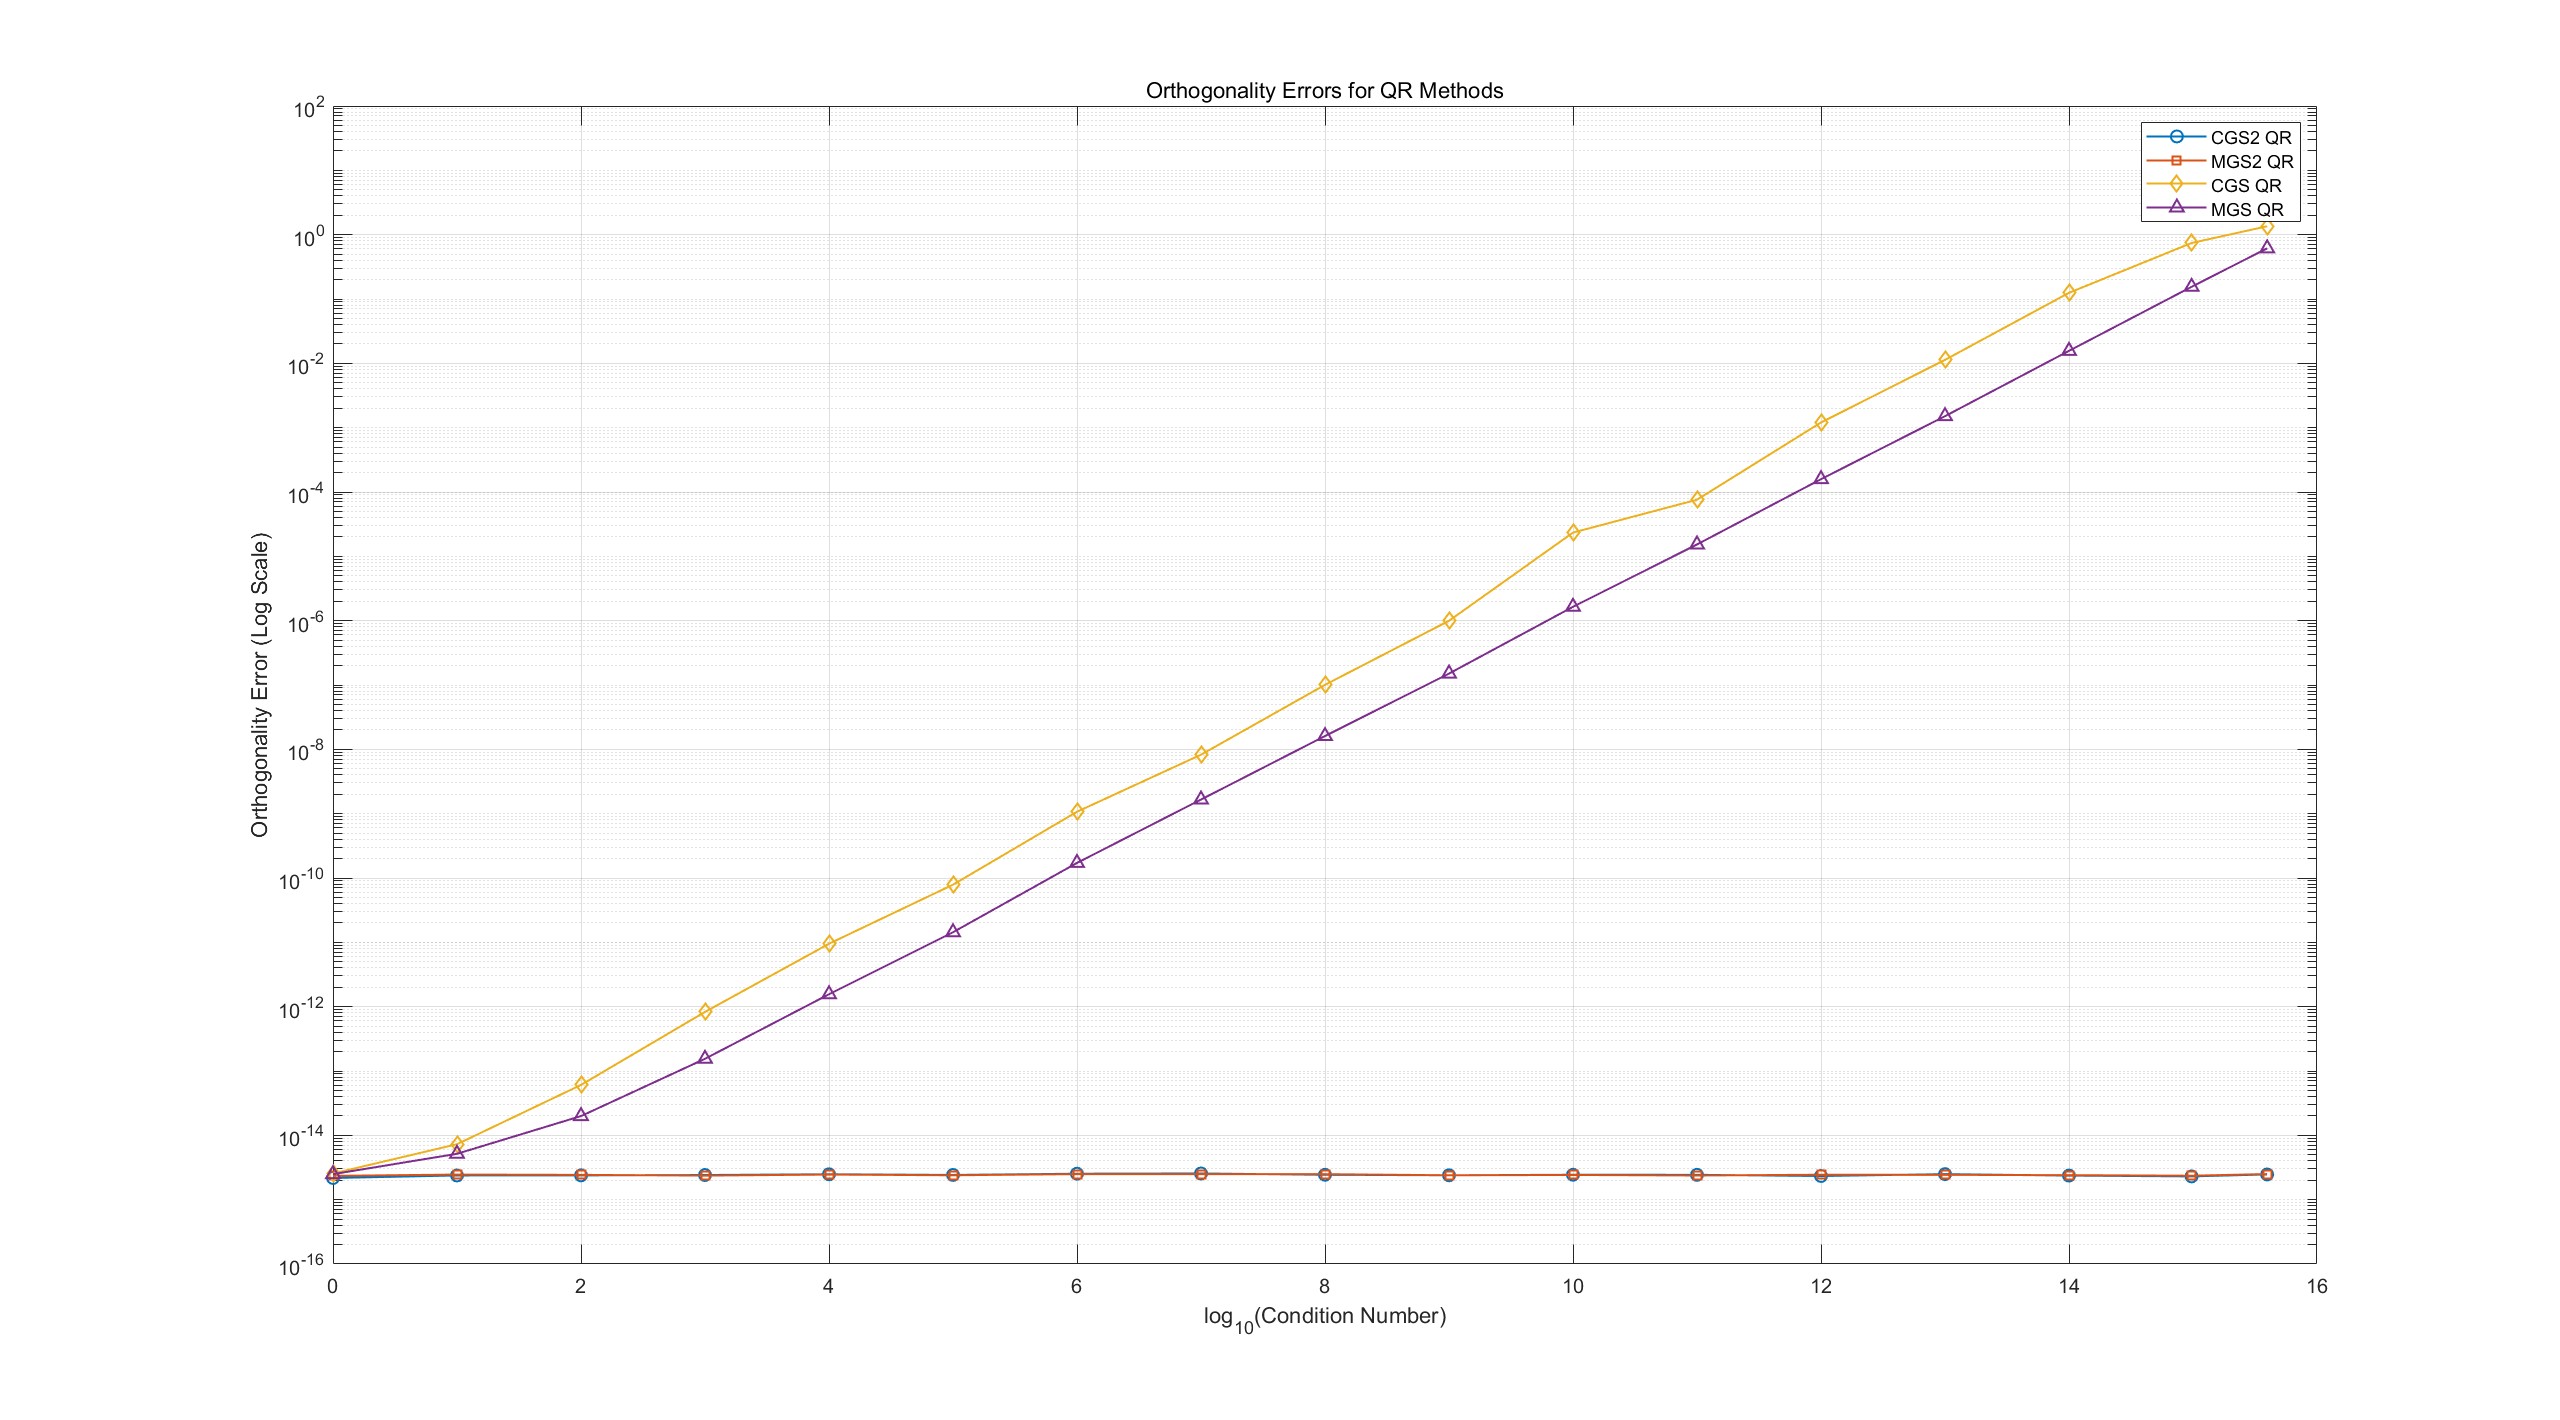 Orthogonality Errors for QR Methods
10^2
10^0
10^-2
10^-4
10^-6
10^-8
10^-10
10^-12
10^-14
10^-16
Orthogonality Error (Log Scale)
CGS2 QR
MGS2 QR
CGS QR
MGS QR
0 2 4 6 8 10 12 14 16
log_10(Condition Number)